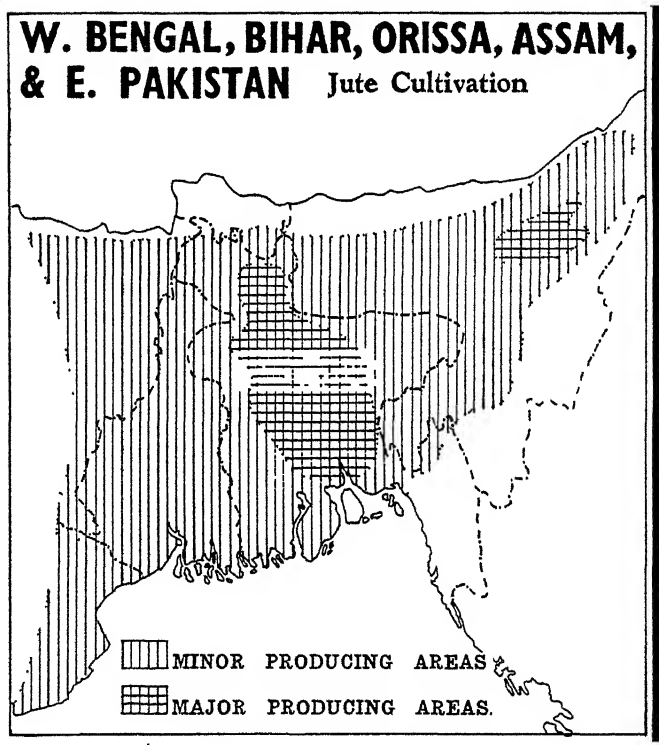 W. BENGAL, BIHAR, ORISSA, ASSAM,
& E. PAKISTAN Jute Cultivation
MINOR PRODUCING AREAS
MAJOR PRODUCING AREAS.